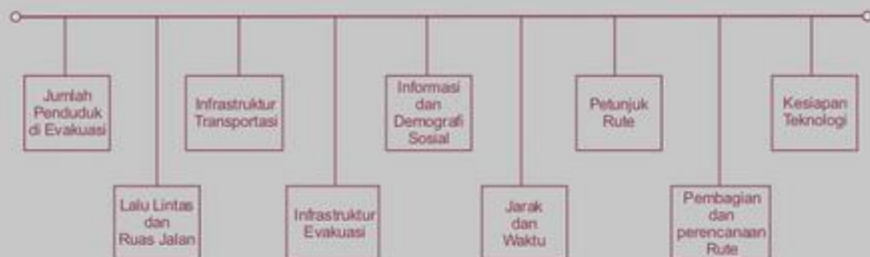 Jumlah
Penduduk
di Evakuasi
Lalu Lintas
dan
Ruas Jalan
Infrastruktur
Transportasi
Infrastruktur
Evakuasi
Informasi
dan
Demografi
Sosial
Jarak
dan
Waktu
Petunjuk
Rute
Pembagian
dan
perencanaan
Rute
Kesiapan
Teknologi